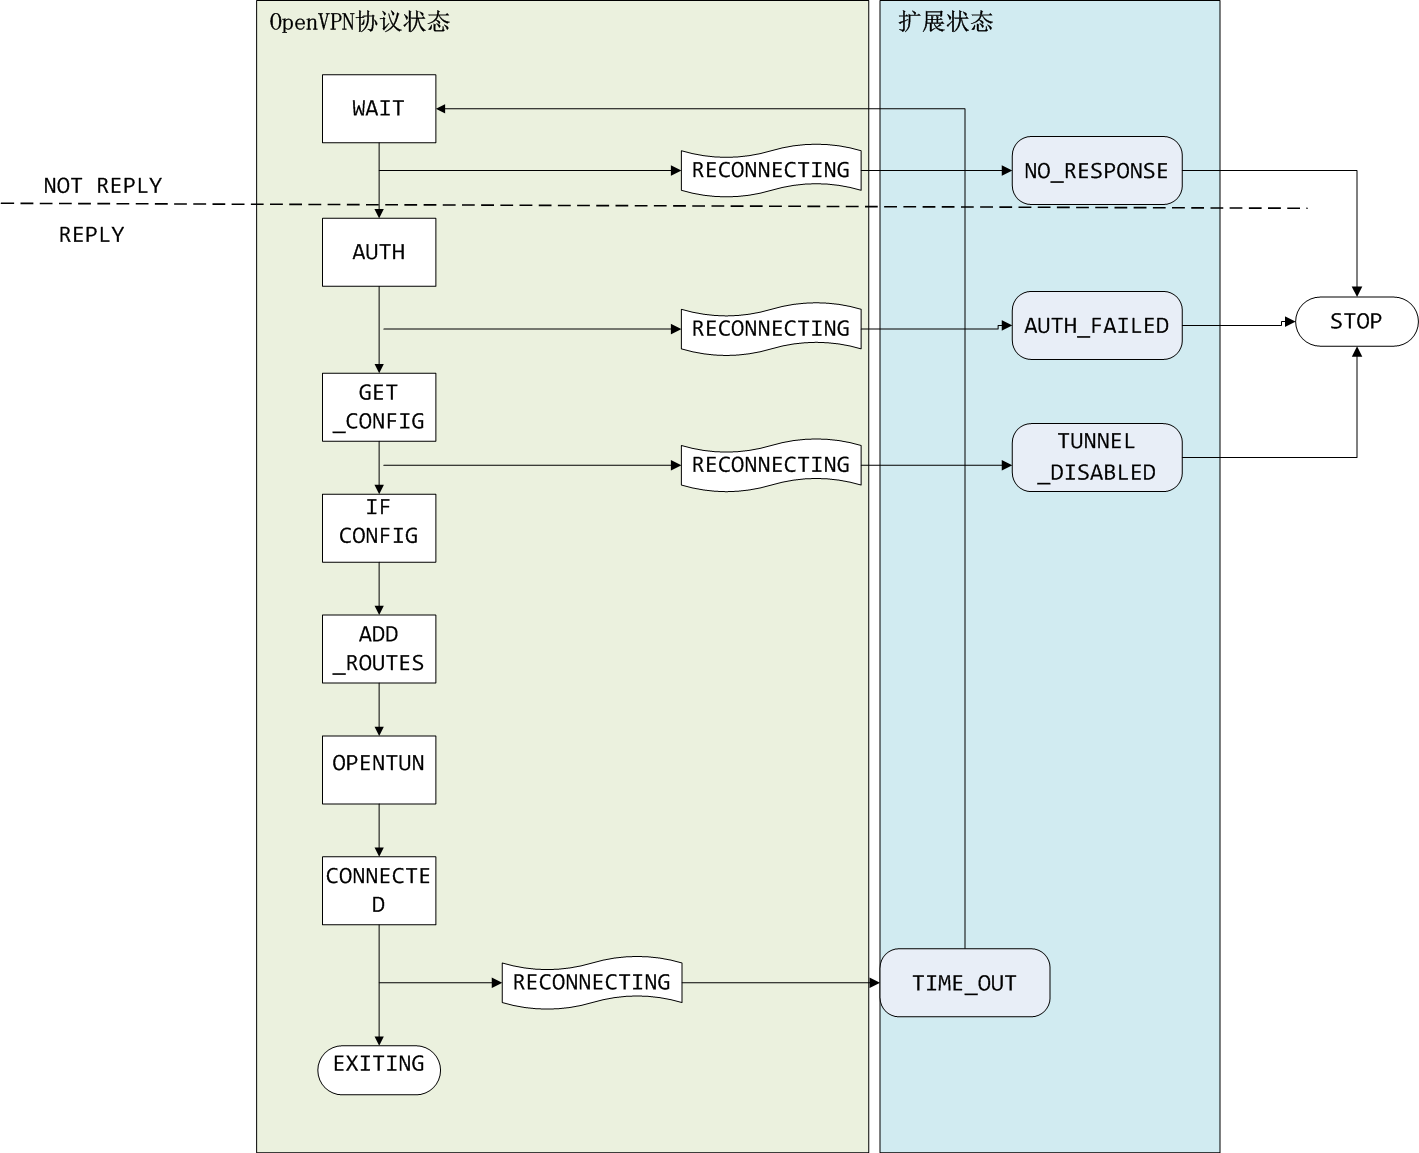 OpenVPN协议状态
扩展状态
WAIT
RECONNECTING
NO_RESPONSE
NOT REPLY
REPLY
AUTH
RECONNECTING
AUTH_FAILED
STOP
GET
_CONFIG
RECONNECTING
TUNNEL
_DISABLED
IF
CONFIG
ADD
_ROUTES
OPENTUN
CONNECTE
D
RECONNECTING
TIME_OUT
EXITING